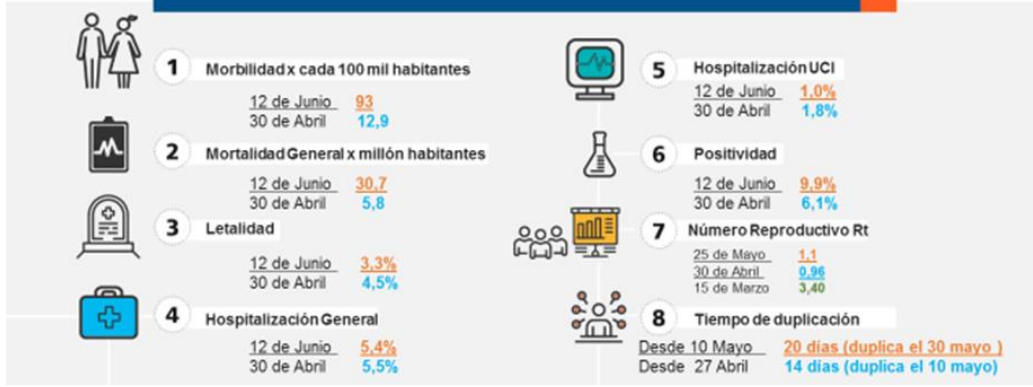 1 Morbilidad x cada 100 mil habitantes
12 de Junio 93
30 de Abril 12,9
2 Mortalidad General x millón habitantes
12 de Junio 30,7
30 de Abril 5,8
3 Letalidad
12 de Junio 3,3%
30 de Abril 4,5%
4 Hospitalización General
12 de Junio 5,4%
30 de Abril 5,5%
5 Hospitalización UCI
12 de Junio 1,0%
30 de Abril 1,8%
6 Positividad
12 de Junio 9,9%
30 de Abril 6,1%
7 Número Reproductivo Rt
25 de Mayo 1,1
30 de Abril 0,96
15 de Marzo 3,40
8 Tiempo de duplicación
Desde 10 Mayo 20 días (duplica el 30 mayo )
Desde 27 Abril 14 días (duplica el 10 mayo)